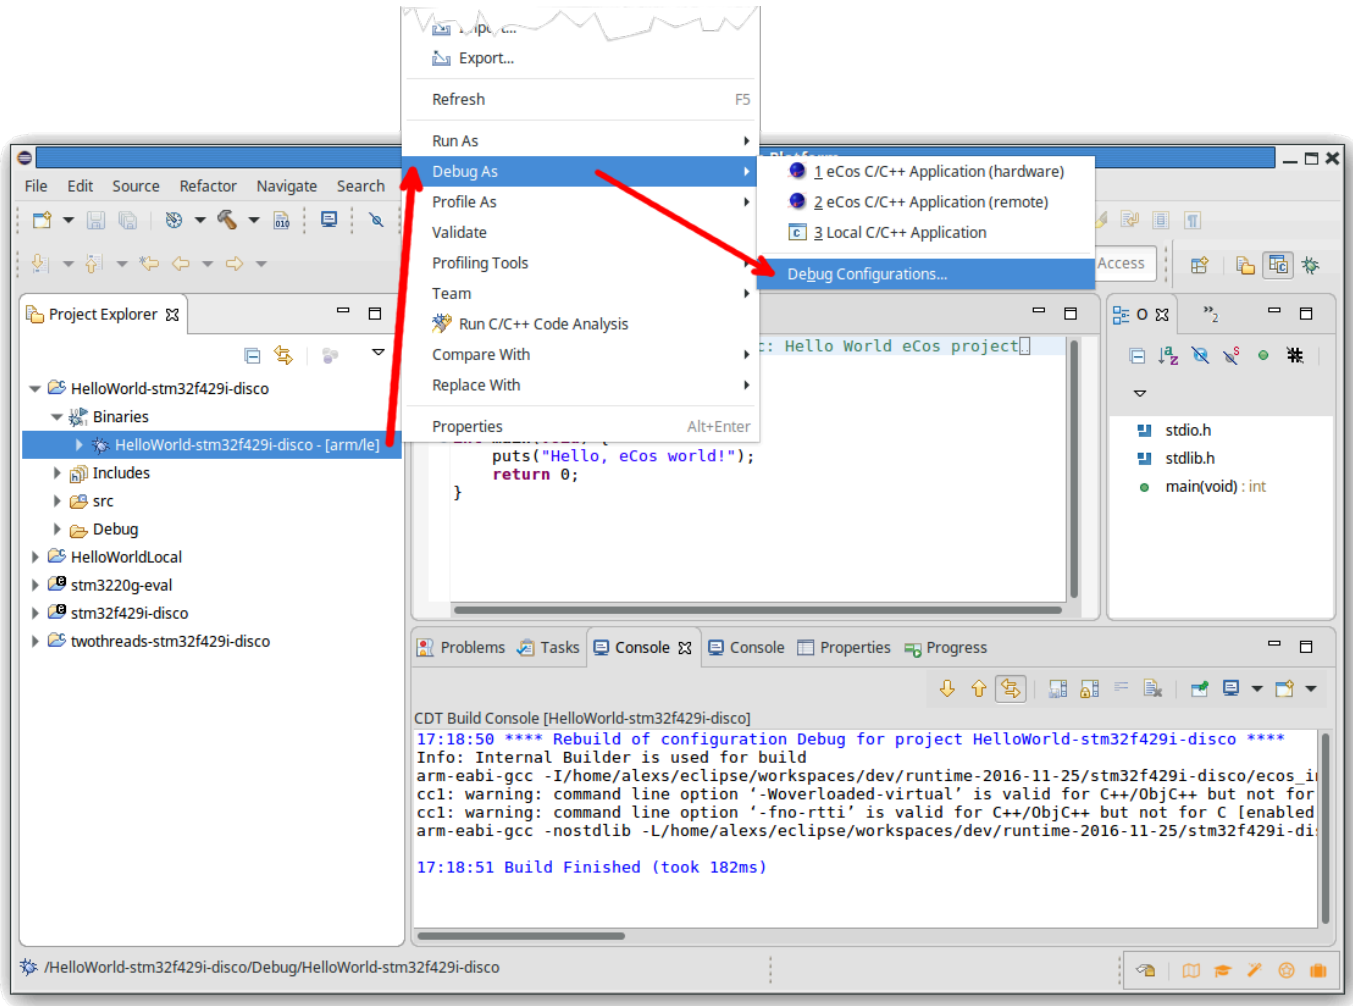 Export...
Refresh F5
Run As
Debug As
Profile As
Validate
Profiling Tools
Team
Run C/C++ Code Analysis
Compare With
Replace With
Properties Alt+Enter
1 eCos C/C++ Application (hardware)
2 eCos C/C++ Application (remote)
3 Local C/C++ Application
Debug Configurations...
File Edit Source Refactor Navigate Search
010
Access
Project Explorer
HelloWorld-stm32f429i-disco
Binaries
HelloWorld-stm32f429i-disco - [arm/le]
Includes
src
Debug
HelloWorldLocal
stm3220g-eval
stm32f429i-disco
twothreads-stm32f429i-disco
c: Hello World eCos project.
puts("Hello, eCos world!");
return 0;
}
O
2
stdio.h
stdlib.h
main(void) : int
Problems Tasks Console Console Properties Progress
CDT Build Console [HelloWorld-stm32f429i-disco]
17:18:50 **** Rebuild of configuration Debug for project HelloWorld-stm32f429i-disco ****
Info: Internal Builder is used for build
arm-eabi-gcc -I/home/alexs/eclipse/workspaces/dev/runtime-2016-11-25/stm32f429i-disco/ecos_i
cc1: warning: command line option ‘-Woverloaded-virtual’ is valid for C++/ObjC++ but not for
cc1: warning: command line option ‘-fno-rtti’ is valid for C++/ObjC++ but not for C [enabled
arm-eabi-gcc -nostdlib -L/home/alexs/eclipse/workspaces/dev/runtime-2016-11-25/stm32f429i-di
17:18:51 Build Finished (took 182ms)
/HelloWorld-stm32f429i-disco/Debug/HelloWorld-stm32f429i-disco